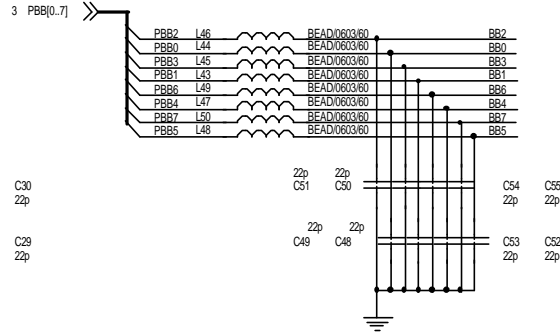 3 PBB[0..7]
PBB2 L46 BEAD/0603/60 BB2
PBB0 L44 BEAD/0603/60 BB0
PBB3 L45 BEAD/0603/60 BB3
PBB1 L43 BEAD/0603/60 BB1
PBB6 L49 BEAD/0603/60 BB6
PBB4 L47 BEAD/0603/60 BB4
PBB7 L50 BEAD/0603/60 BB7
PBB5 L48 BEAD/0603/60 BB5
22p 22p
C30 C51 C50 C54 C55
22p 22p 22p
22p 22p
C29 C49 C48 C53 C52
22p 22p 22p